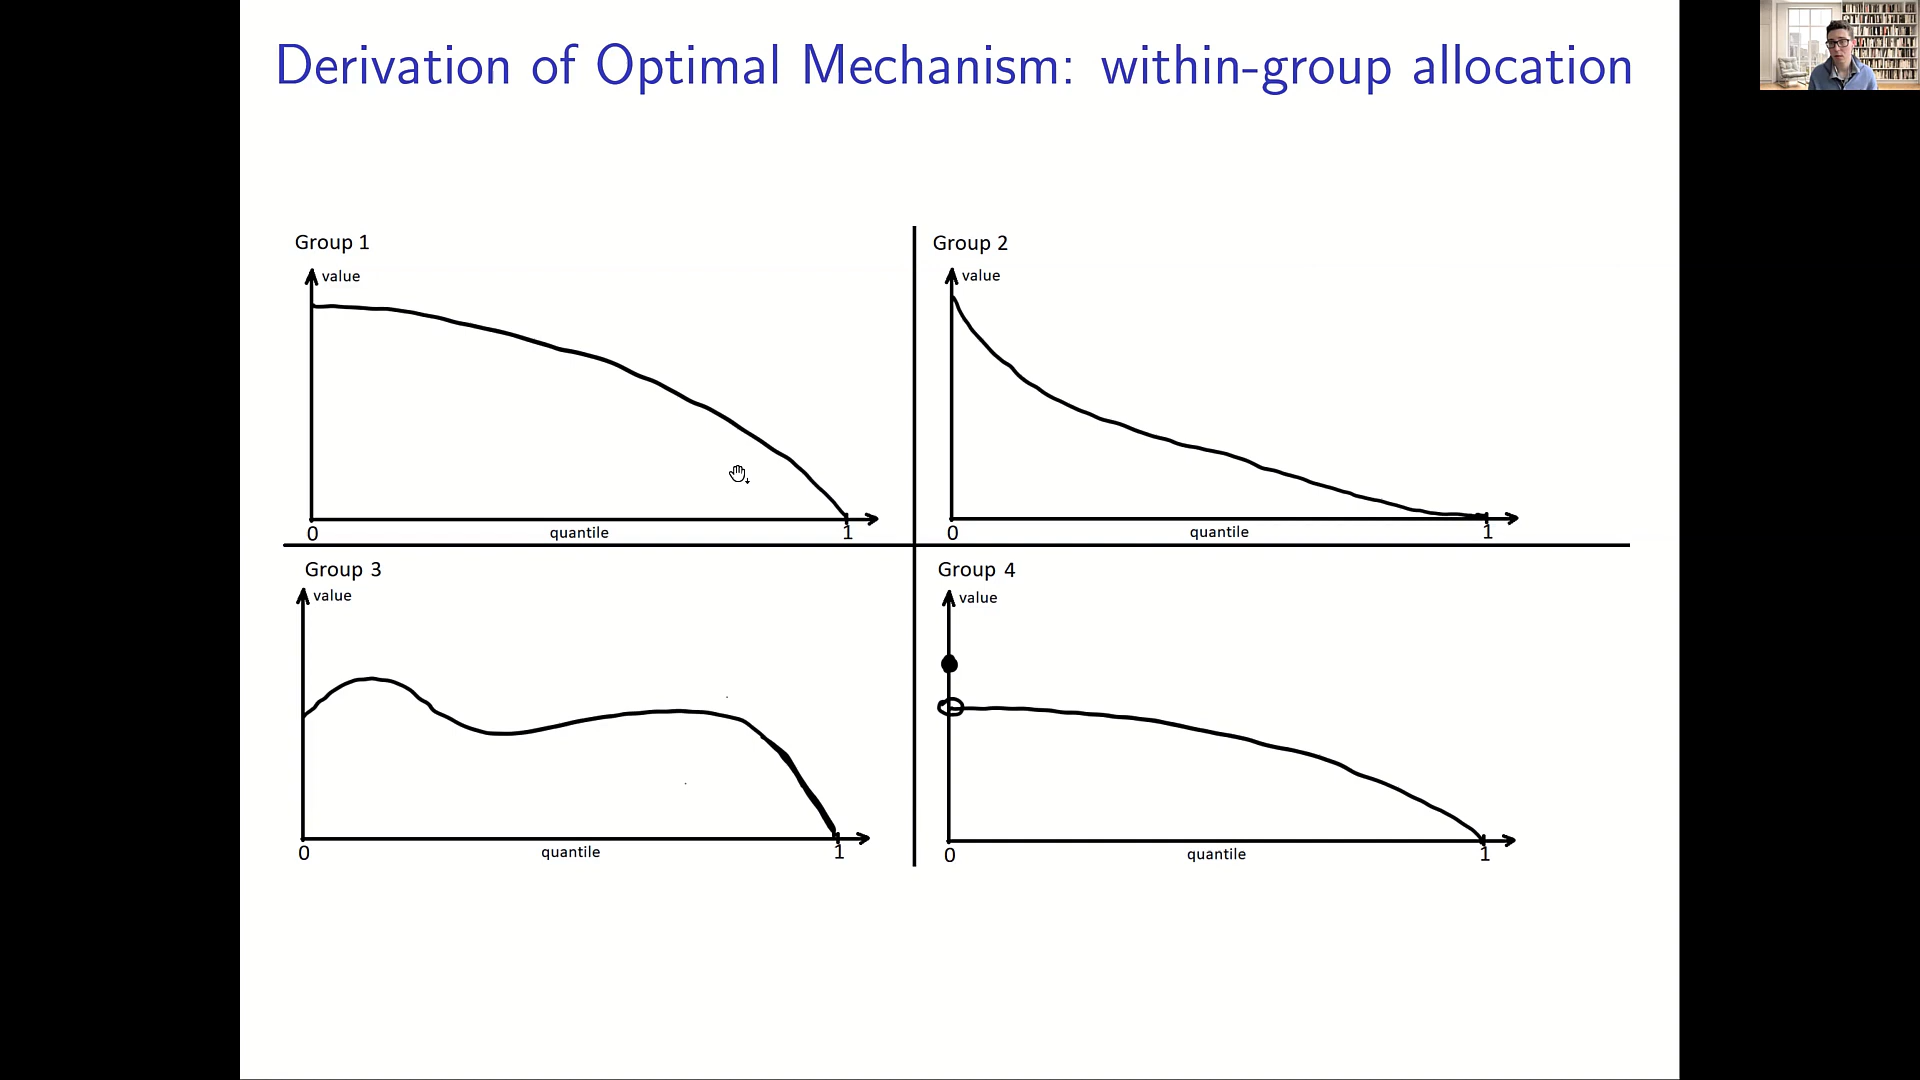 Derivation of Optimal Mechanism: within-group allocation
Group 1
value
0
quantile
1
Group 2
value
0
quantile
1
Group 3
value
0
quantile
1
Group 4
value
0
quantile
1